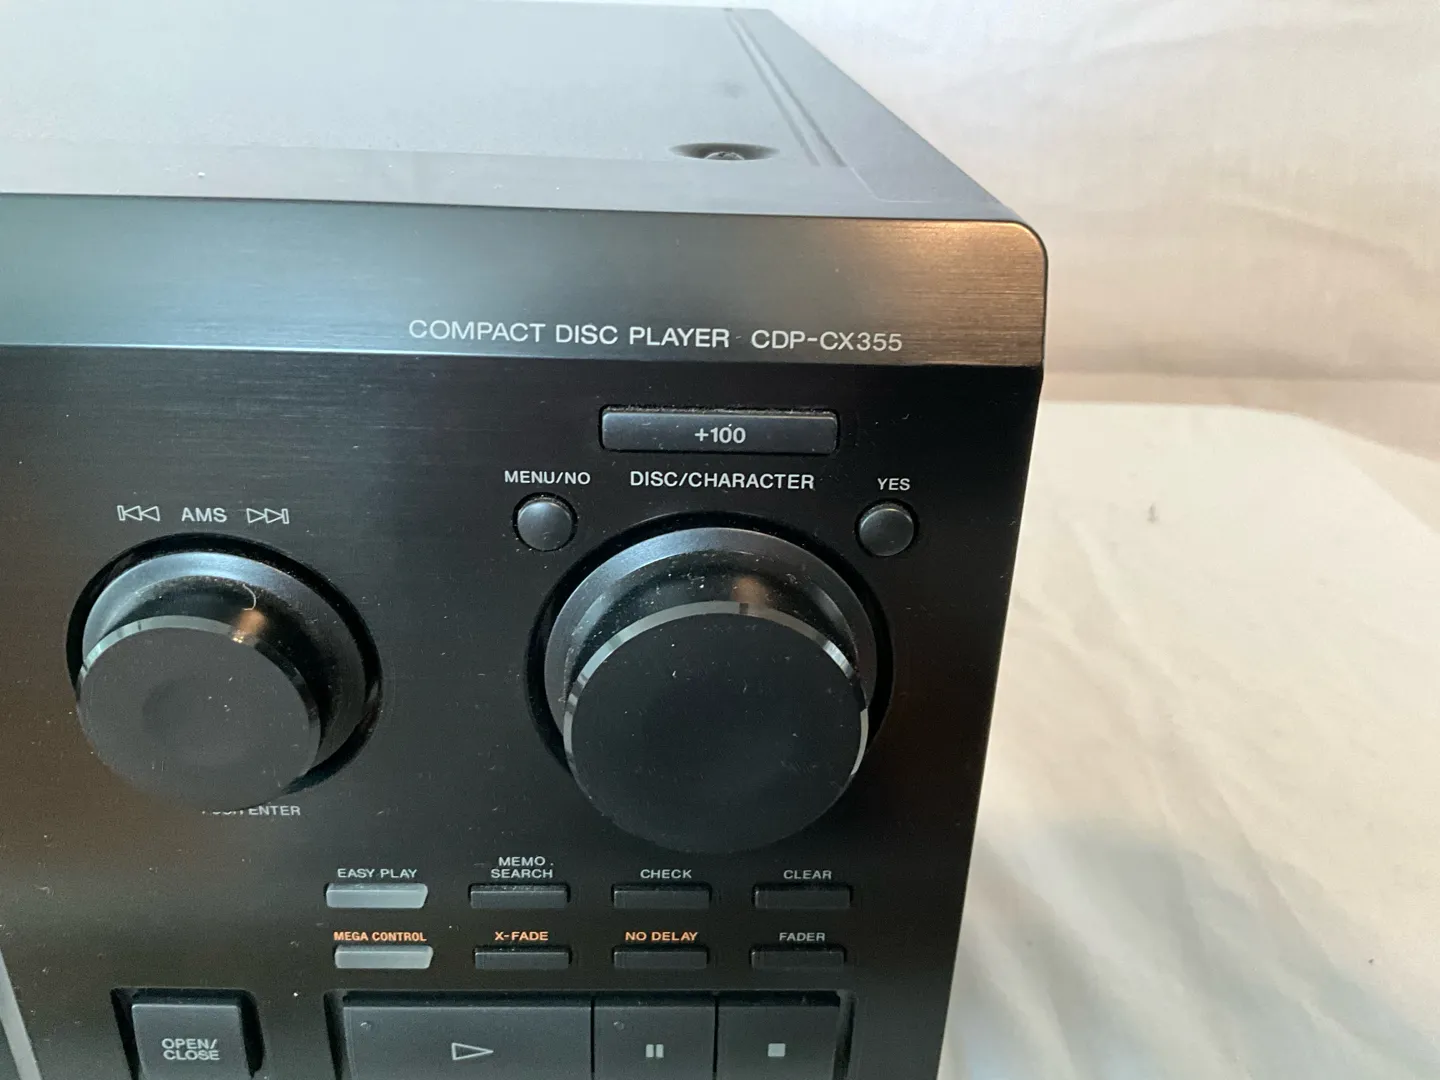 COMPACT DISC PLAYER CDP-CX355
+100
MENU/NO
DISC/CHARACTER
YES
AMS
ENTER
EASY PLAY
MEMO.
SEARCH
CHECK
CLEAR
MEGA CONTROL
X-FADE
NO DELAY
FADER
OPEN/
CLOSE